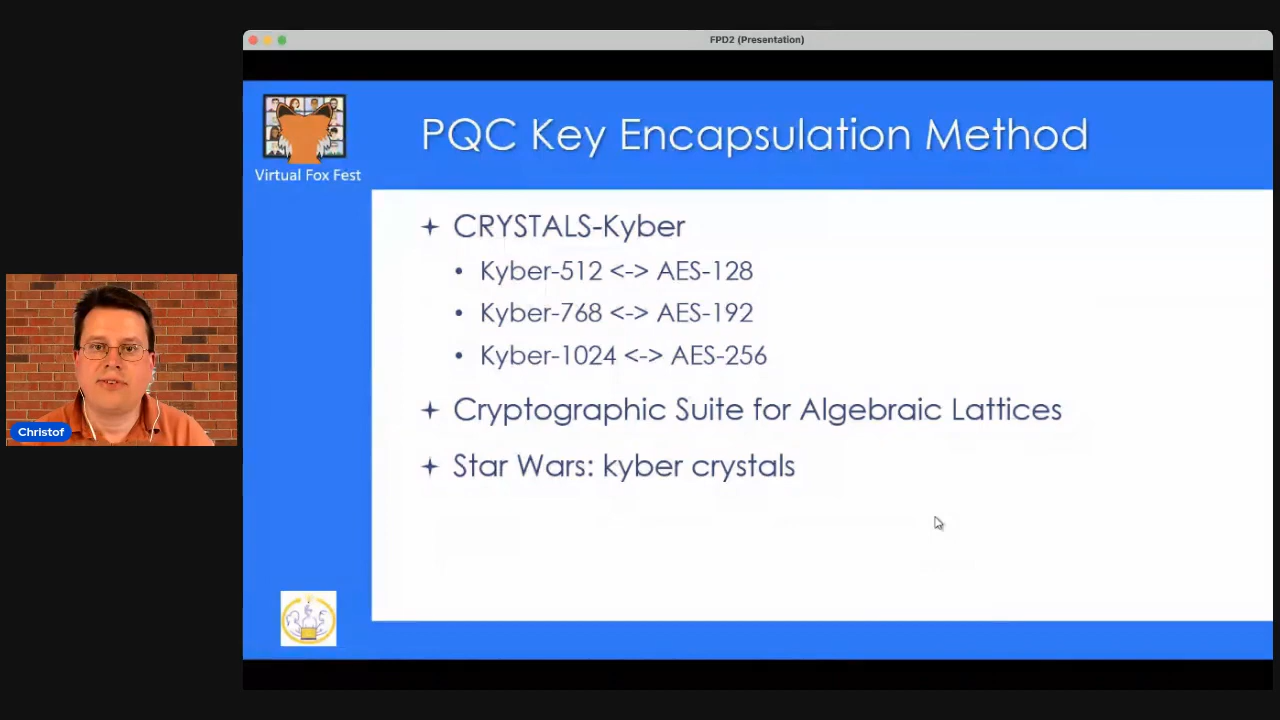 FPD2 (Presentation)
PQC Key Encapsulation Method
Virtual Fox Fest
CRYSTALS-Kyber
Kyber-512 <-> AES-128
Kyber-768 <-> AES-192
Kyber-1024 <-> AES-256
Cryptographic Suite for Algebraic Lattices
Star Wars: kyber crystals
Christof